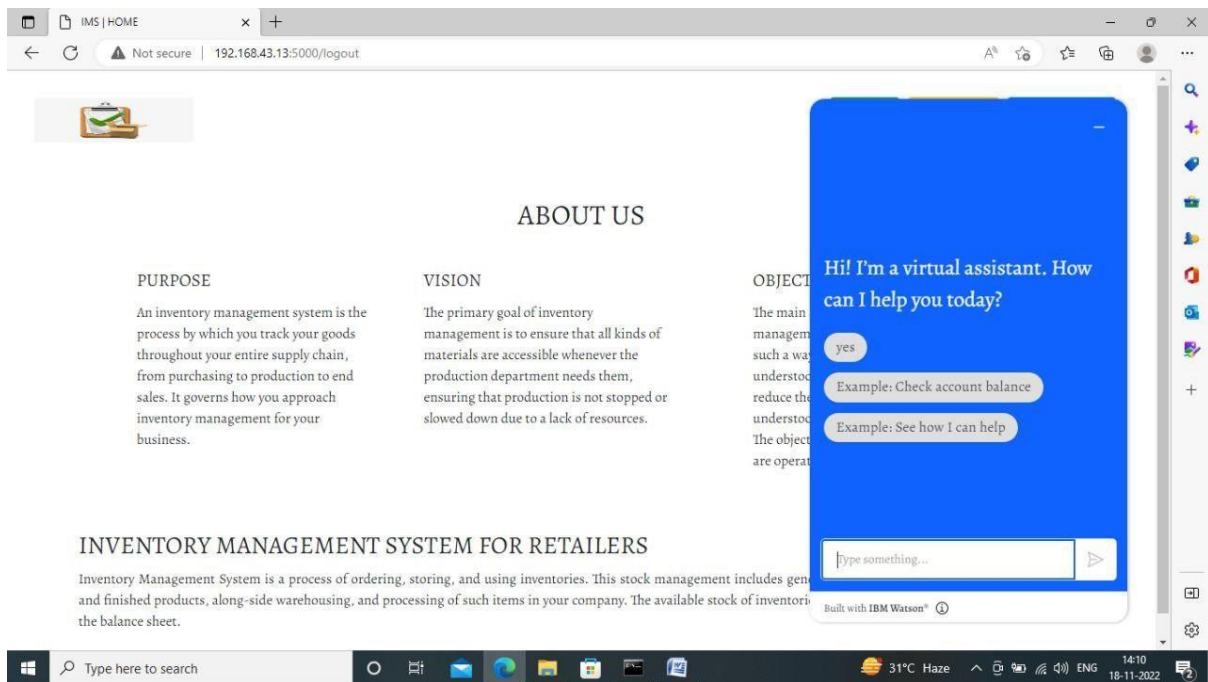 IMS | HOME
Not secure | 192.168.43.13:5000/logout
ABOUT US
PURPOSE
An inventory management system is the
process by which you track your goods
throughout your entire supply chain,
from purchasing to production to end
sales. It governs how you approach
inventory management for your
business.
VISION
The primary goal of inventory
management is to ensure that all kinds of
materials are accessible whenever the
production department needs them,
ensuring that production is not stopped or
slowed down due to a lack of resources.
OBJECT
The main
managem
such a way
understoo
reduce the
understoo
The object
are operat
Hi! I'm a virtual assistant. How
can I help you today?
yes
Example: Check account balance
Example: See how I can help
Type something...
Built with IBM Watson®
INVENTORY MANAGEMENT SYSTEM FOR RETAILERS
Inventory Management System is a process of ordering, storing, and using inventories. This stock management includes gene
and finished products, along-side warehousing, and processing of such items in your company. The available stock of inventori
the balance sheet.
Type here to search
31°C Haze
ENG
14:10
18-11-2022
2